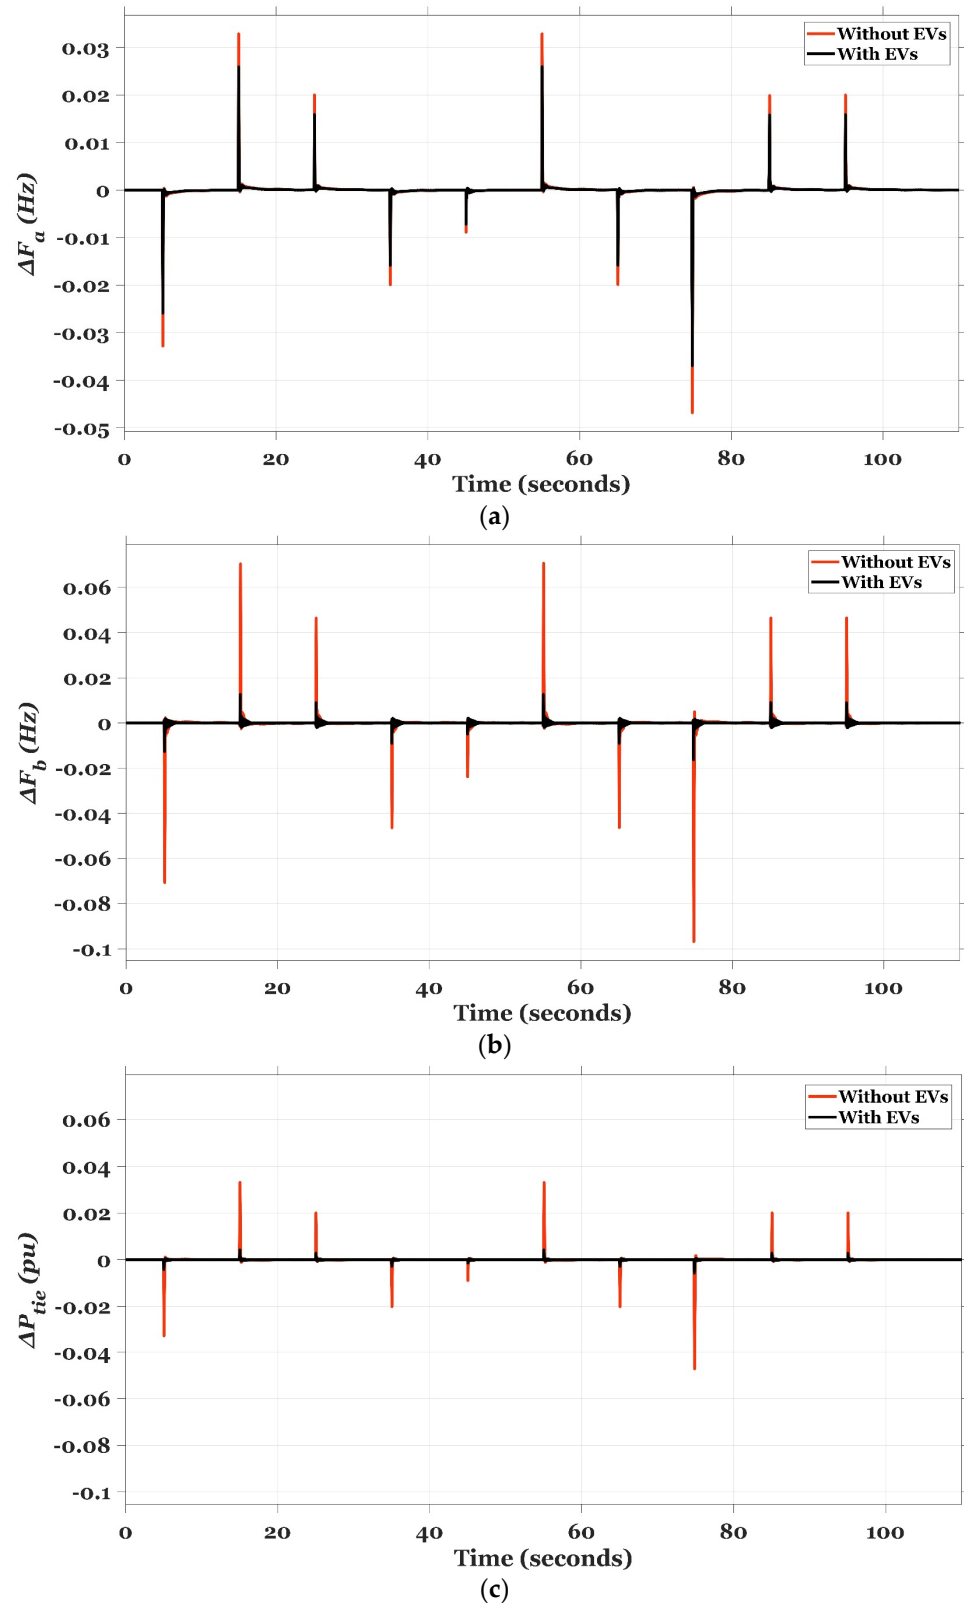 Without EVs
With EVs
0.03
0.02
0.01
0
-0.01
-0.02
-0.03
-0.04
-0.05
ΔF_a (Hz)
0 20 40 60 80 100
Time (seconds)
(a)
Without EVs
With EVs
0.06
0.04
0.02
0
-0.02
-0.04
-0.06
-0.08
-0.1
ΔF_b (Hz)
0 20 40 60 80 100
Time (seconds)
(b)
Without EVs
With EVs
0.06
0.04
0.02
0
-0.02
-0.04
-0.06
-0.08
-0.1
ΔP_tie (pu)
0 20 40 60 80 100
Time (seconds)
(c)